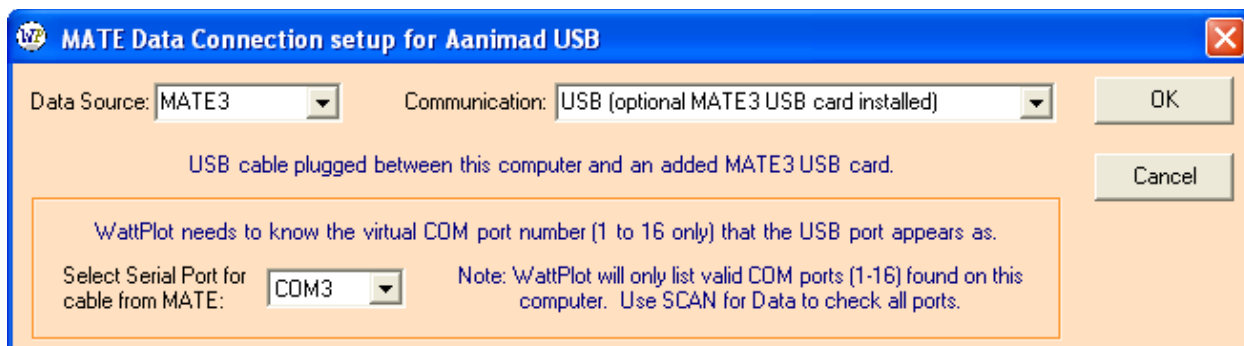 WP MATE Data Connection setup for Aanimad USB
Data Source: MATE3 Communication: USB (optional MATE3 USB card installed) OK
USB cable plugged between this computer and an added MATE3 USB card.
Cancel
WattPlot needs to know the virtual COM port number (1 to 16 only) that the USB port appears as.
Select Serial Port for
cable from MATE:
COM3
Note: WattPlot will only list valid COM ports (1-16) found on this
computer. Use SCAN for Data to check all ports.